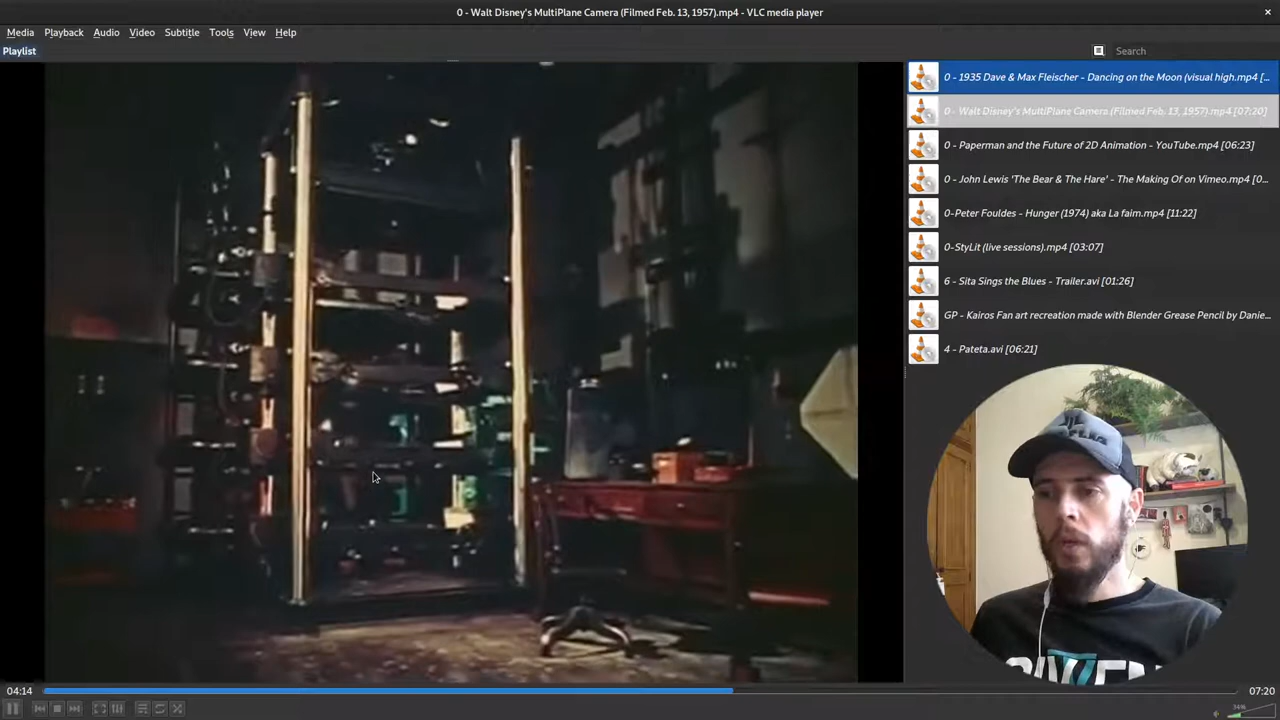 0 - Walt Disney's MultiPlane Camera (Filmed Feb. 13, 1957).mp4 - VLC media player
Media Playback Audio Video Subtitle Tools View Help
Playlist
Search
0 - 1935 Dave & Max Fleischer - Dancing on the Moon (visual high.mp4 [...
0 - Walt Disney's MultiPlane Camera (Filmed Feb. 13, 1957).mp4 [07:20]
0 - Paperman and the Future of 2D Animation - YouTube.mp4 [06:23]
0 - John Lewis 'The Bear & The Hare' - The Making Of on Vimeo.mp4 [0...
0-Peter Fouldes - Hunger (1974) aka La faim.mp4 [11:22]
0-StyLit (live sessions).mp4 [03:07]
6 - Sita Sings the Blues - Trailer.avi [01:26]
GP - Kairos Fan art recreation made with Blender Grease Pencil by Danie...
4 - Pateta.avi [06:21]
04:14
07:20
34%